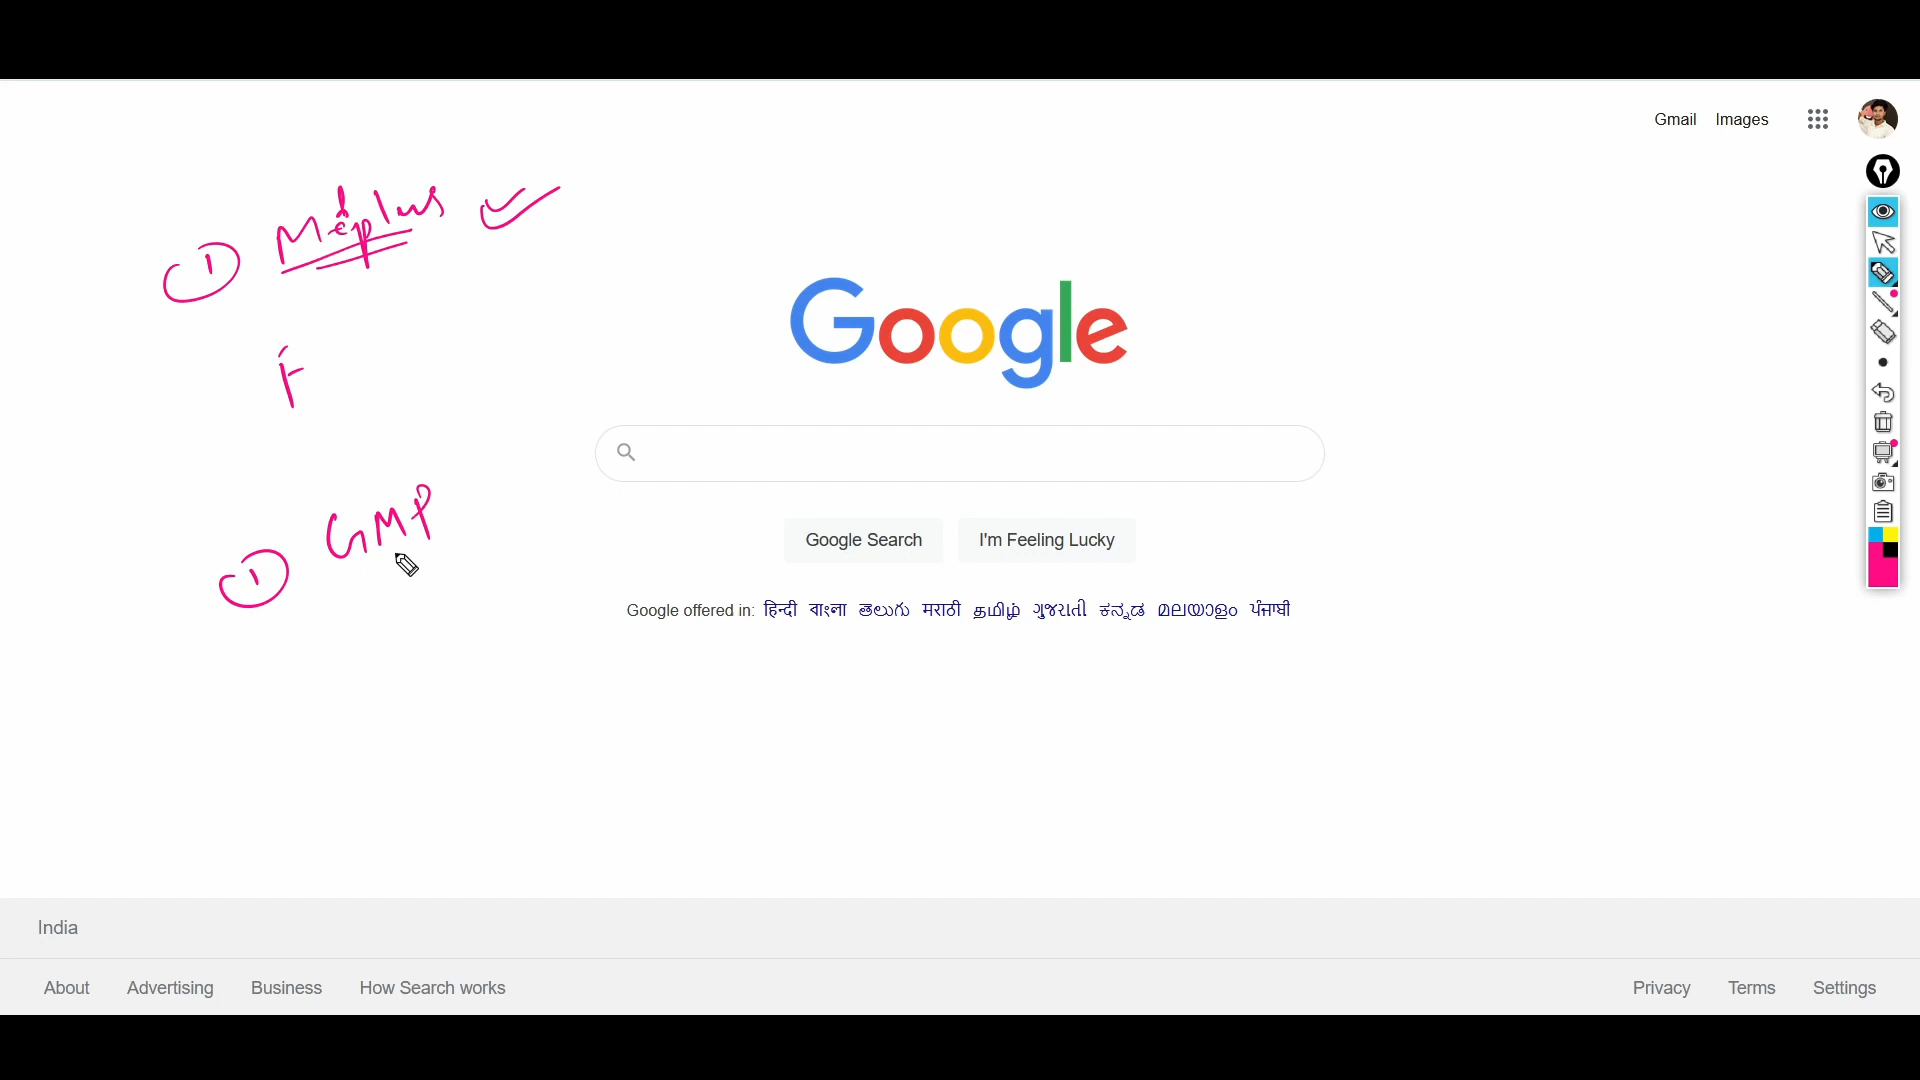 Gmail Images
① Medplus ✓
F
Google
① GMP
Google Search I'm Feeling Lucky
Google offered in: हिन्दी বাংলা తెలుగు मराठी தமிழ் ગુજરાતી ಕನ್ನಡ മലയാളം ਪੰਜਾਬੀ
India
About Advertising Business How Search works Privacy Terms Settings